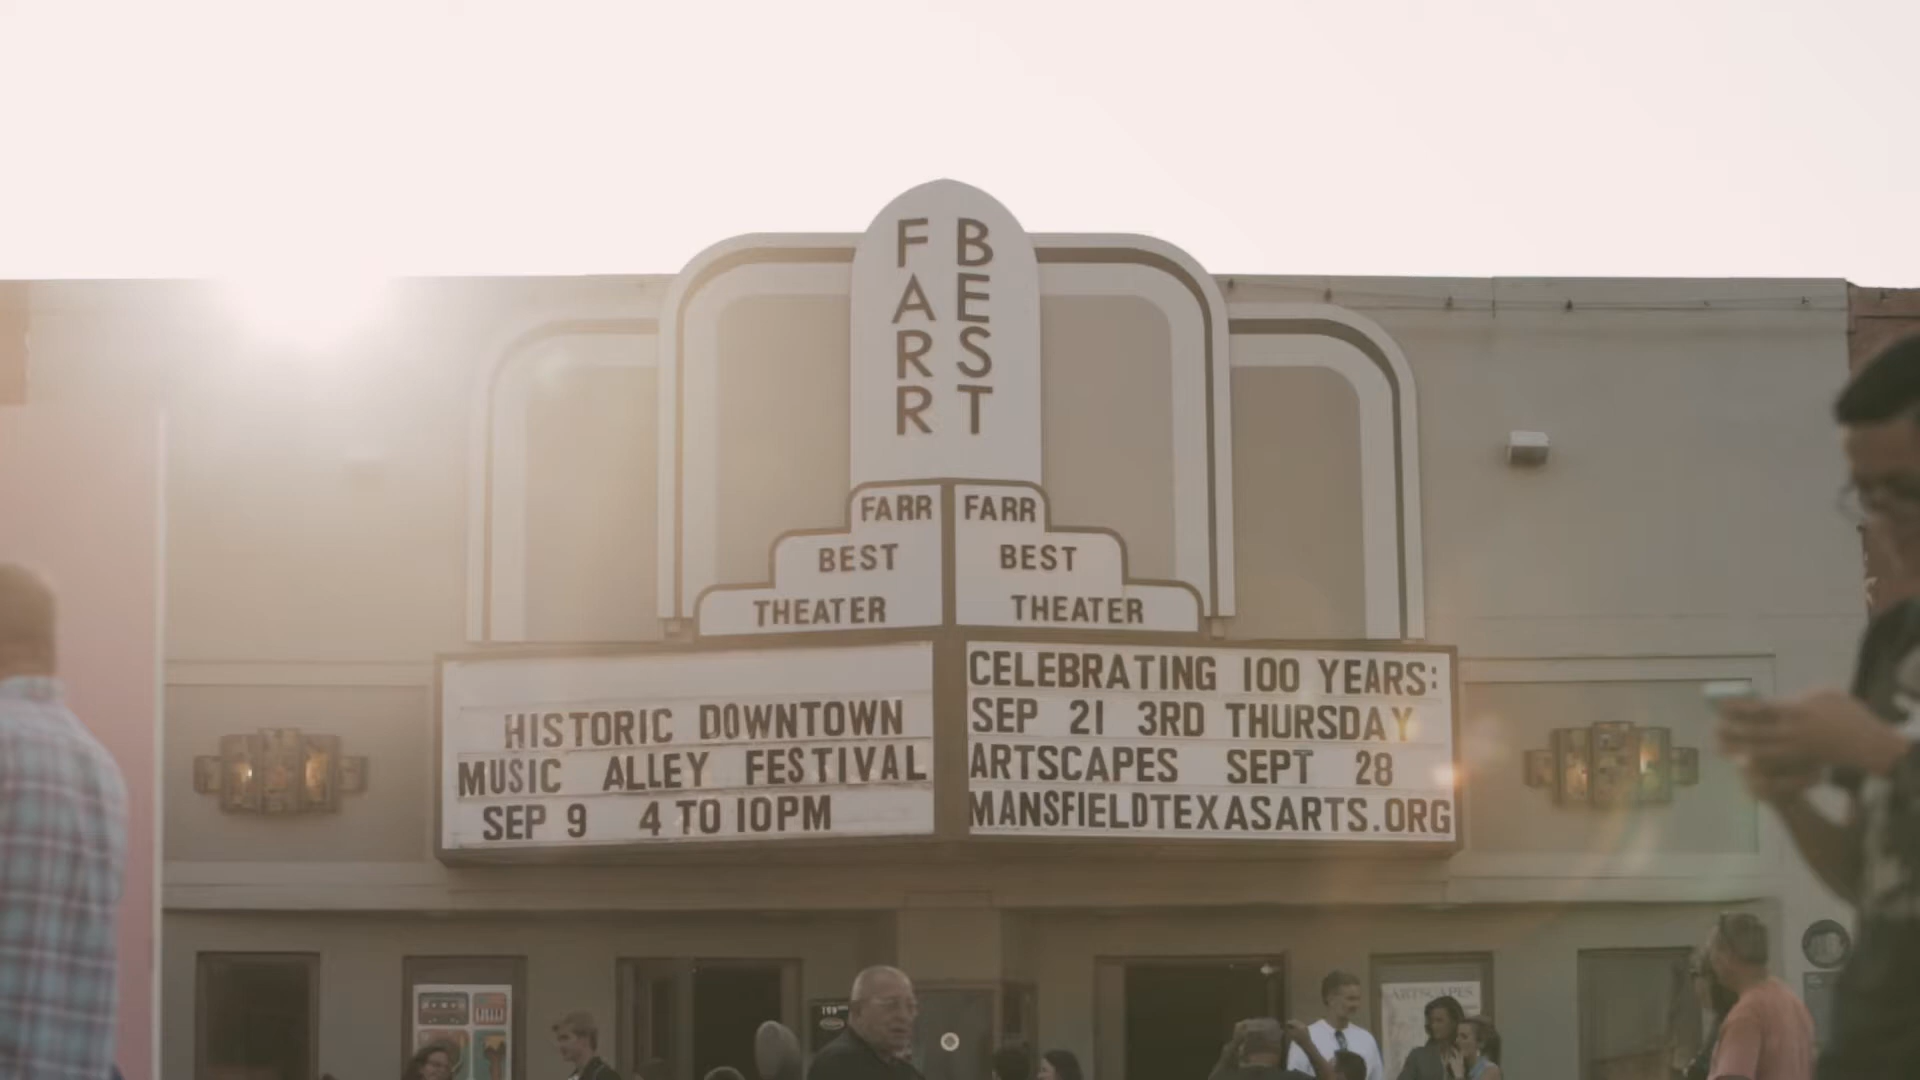 FARR BEST
FARR
BEST
THEATER
FARR
BEST
THEATER
HISTORIC DOWNTOWN
MUSIC ALLEY FESTIVAL
SEP 9 4 TO 10PM
CELEBRATING 100 YEARS:
SEP 21 3RD THURSDAY
ARTSCAPES SEPT 28
MANSFIELDTEXASARTS.ORG
ARTSCAPES